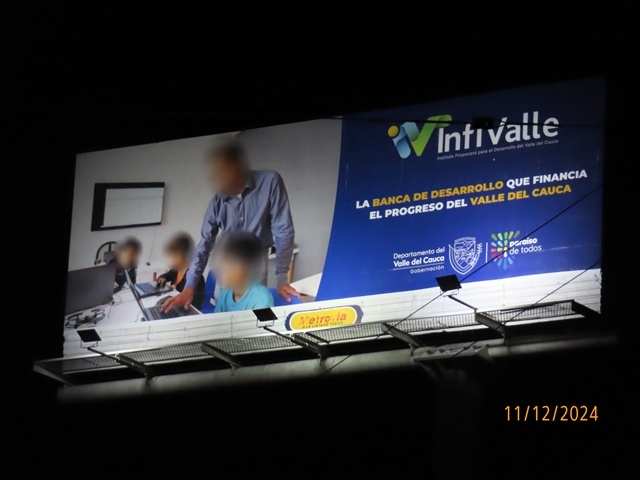 InfiValle
Instituto Financiero para el Desarrollo del Valle del Cauca
LA BANCA DE DESARROLLO QUE FINANCIA
EL PROGRESO DEL VALLE DEL CAUCA
Departamento del
Valle del Cauca
Gobernación
paraíso
de todos
Metrovía
11/12/2024